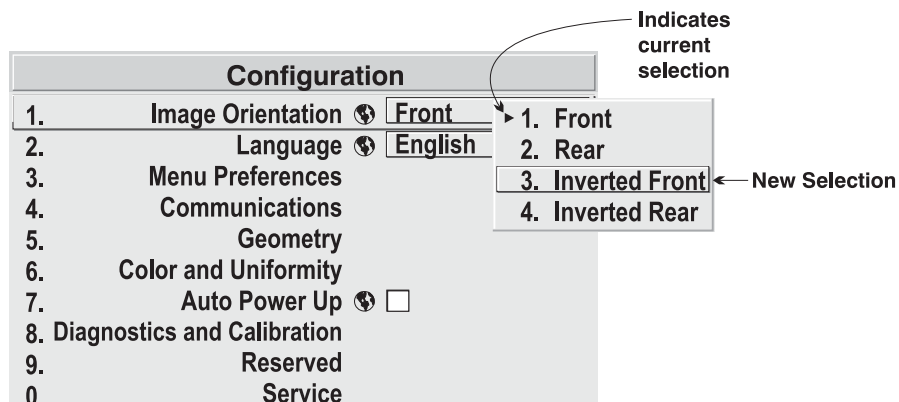 Indicates
current
selection
Configuration
1. Image Orientation Front
2. Language English
3. Menu Preferences
4. Communications
5. Geometry
6. Color and Uniformity
7. Auto Power Up
8. Diagnostics and Calibration
9. Reserved
0 Service
1. Front
2. Rear
3. Inverted Front
4. Inverted Rear
New Selection